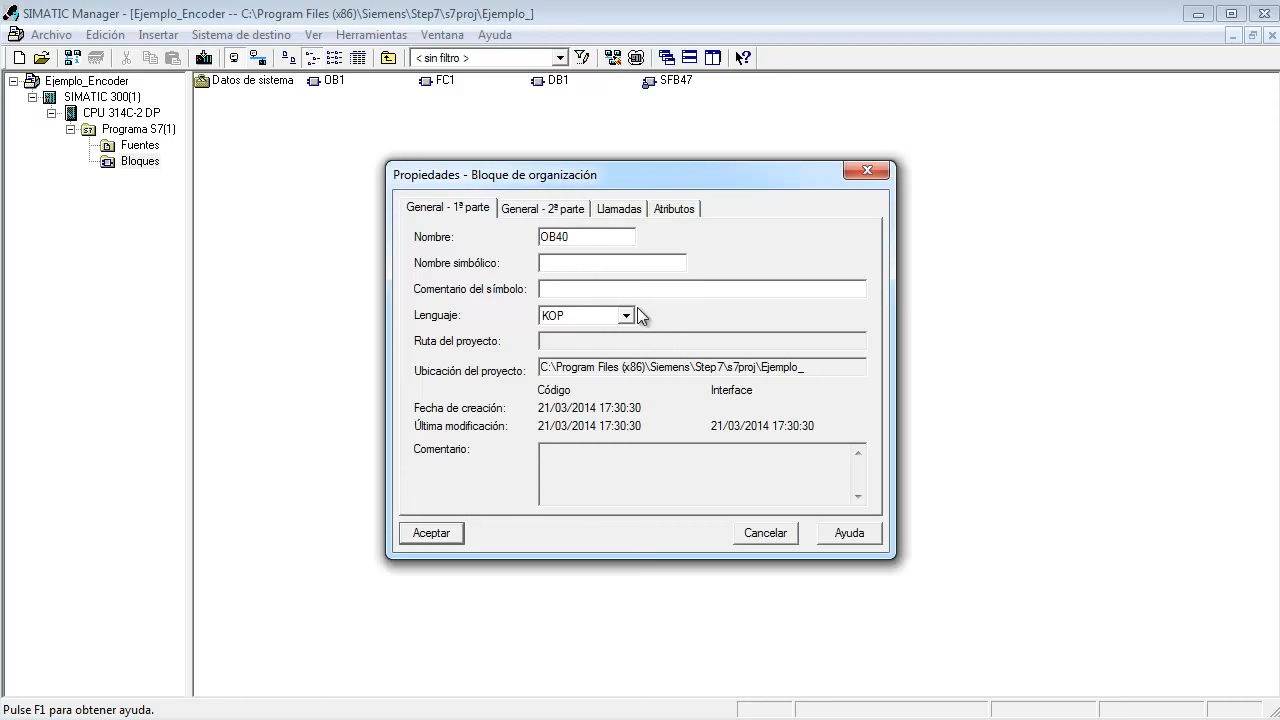 SIMATIC Manager - [Ejemplo_Encoder -- C:\Program Files (x86)\Siemens\Step7\s7proj\Ejemplo_]
Archivo Edición Insertar Sistema de destino Ver Herramientas Ventana Ayuda
< sin filtro >
Ejemplo_Encoder
SIMATIC 300(1)
CPU 314C-2 DP
Programa S7(1)
Fuentes
Bloques
Datos de sistema OB1 FC1 DB1 SFB47
Propiedades - Bloque de organización
General - 1ª parte General - 2ª parte Llamadas Atributos
Nombre: OB40
Nombre simbólico:
Comentario del símbolo:
Lenguaje: KOP
Ruta del proyecto:
Ubicación del proyecto: C:\Program Files (x86)\Siemens\Step7\s7proj\Ejemplo_
Código Interface
Fecha de creación: 21/03/2014 17:30:30
Última modificación: 21/03/2014 17:30:30 21/03/2014 17:30:30
Comentario:
Aceptar Cancelar Ayuda
Pulse F1 para obtener ayuda.